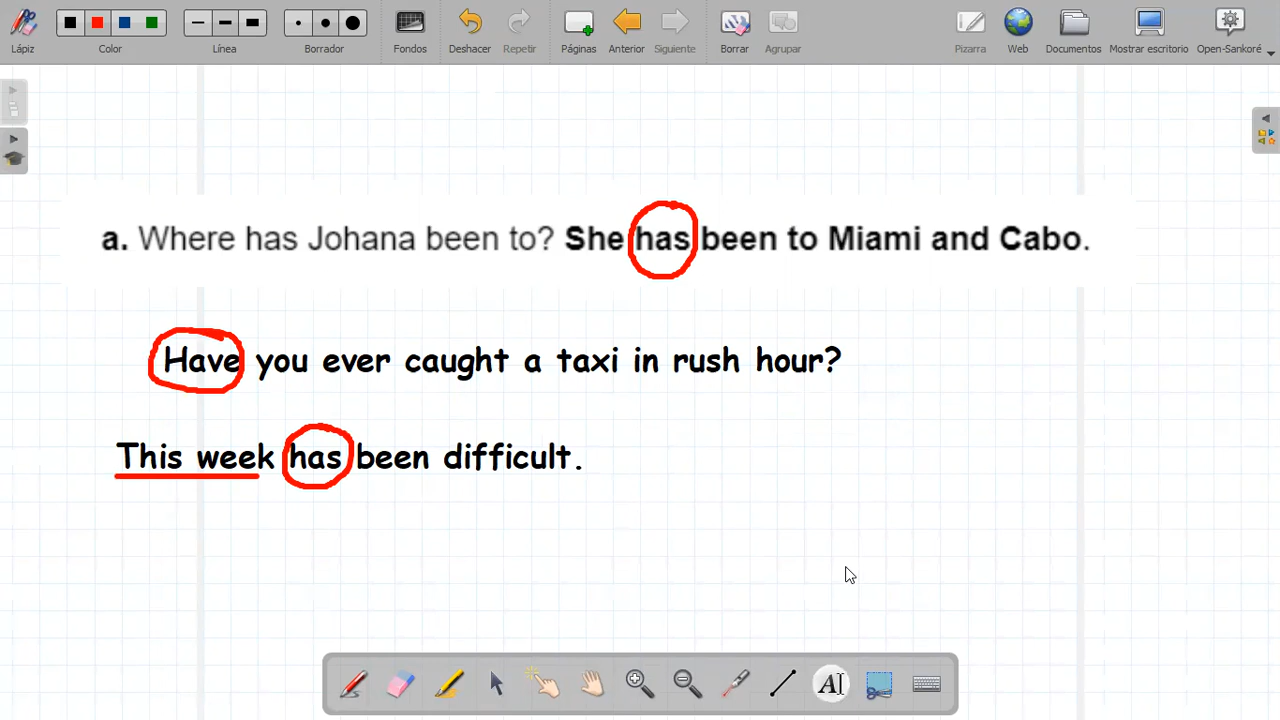 Lápiz Color Línea Borrador Fondos Deshacer Repetir Páginas Anterior Siguiente Borrar Agrupar Pizarra Web Documentos Mostrar escritorio Open-Sankoré
a. Where has Johana been to? She has been to Miami and Cabo.
Have you ever caught a taxi in rush hour?
This week has been difficult.
AI